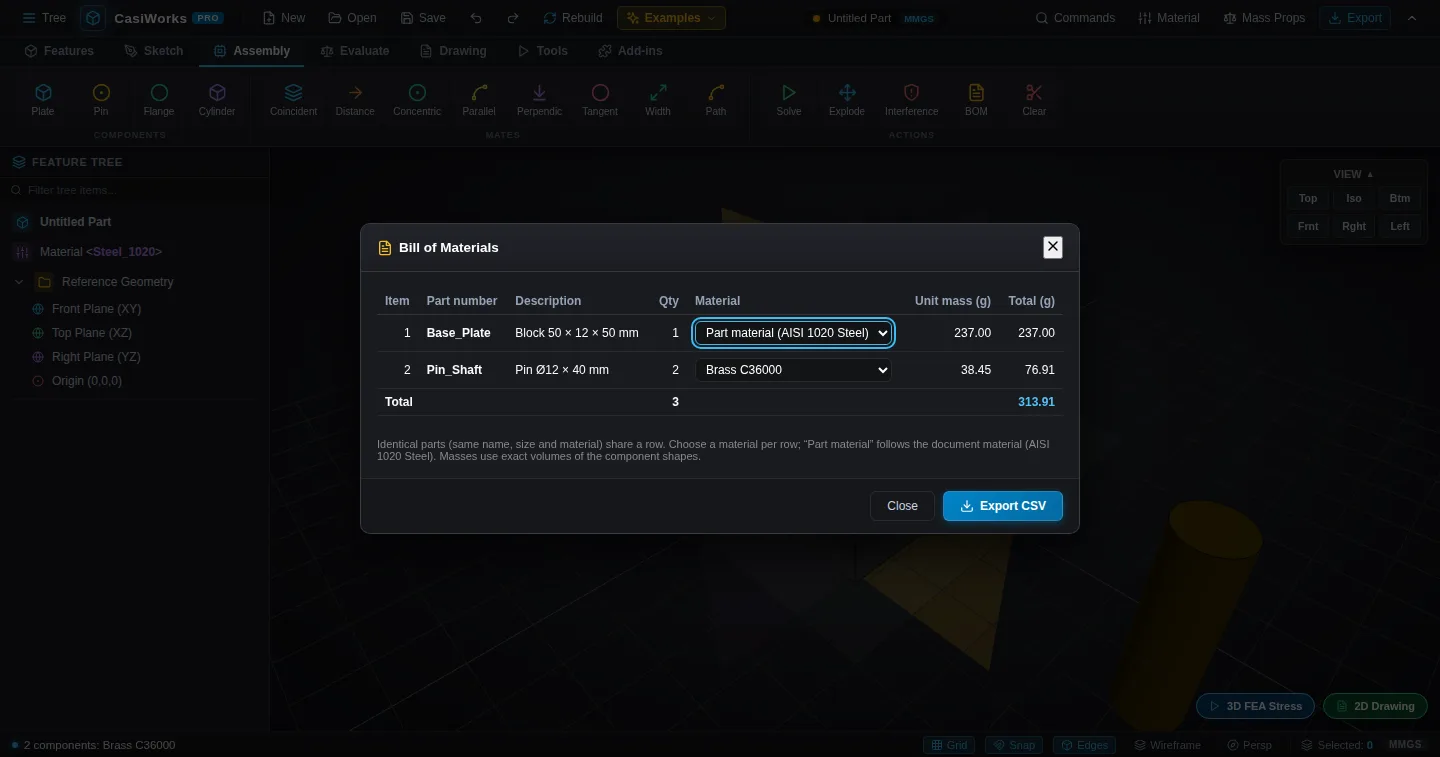 Tree CasiWorks PRO New Open Save Rebuild Examples Untitled Part MMGS Commands Material Mass Props Export
Features Sketch Assembly Evaluate Drawing Tools Add-ins
Plate Pin Flange Cylinder Coincident Distance Concentric Parallel Perpendic Tangent Width Path Solve Explode Interference BOM Clear
COMPONENTS MATES ACTIONS
FEATURE TREE
Filter tree items...
Untitled Part
Material <Steel_1020>
Reference Geometry
Front Plane (XY)
Top Plane (XZ)
Right Plane (YZ)
Origin (0,0,0)
VIEW ▲
Top Iso Btm
Frnt Rght Left
Bill of Materials
Item Part number Description Qty Material Unit mass (g) Total (g)
1 Base_Plate Block 50 × 12 × 50 mm 1 Part material (AISI 1020 Steel) 237.00 237.00
2 Pin_Shaft Pin Ø12 × 40 mm 2 Brass C36000 38.45 76.91
Total 3 313.91
Identical parts (same name, size and material) share a row. Choose a material per row; “Part material” follows the document material (AISI
1020 Steel). Masses use exact volumes of the component shapes.
Close Export CSV
3D FEA Stress 2D Drawing
2 components: Brass C36000 Grid Snap Edges Wireframe Persp Selected: 0 MMGS